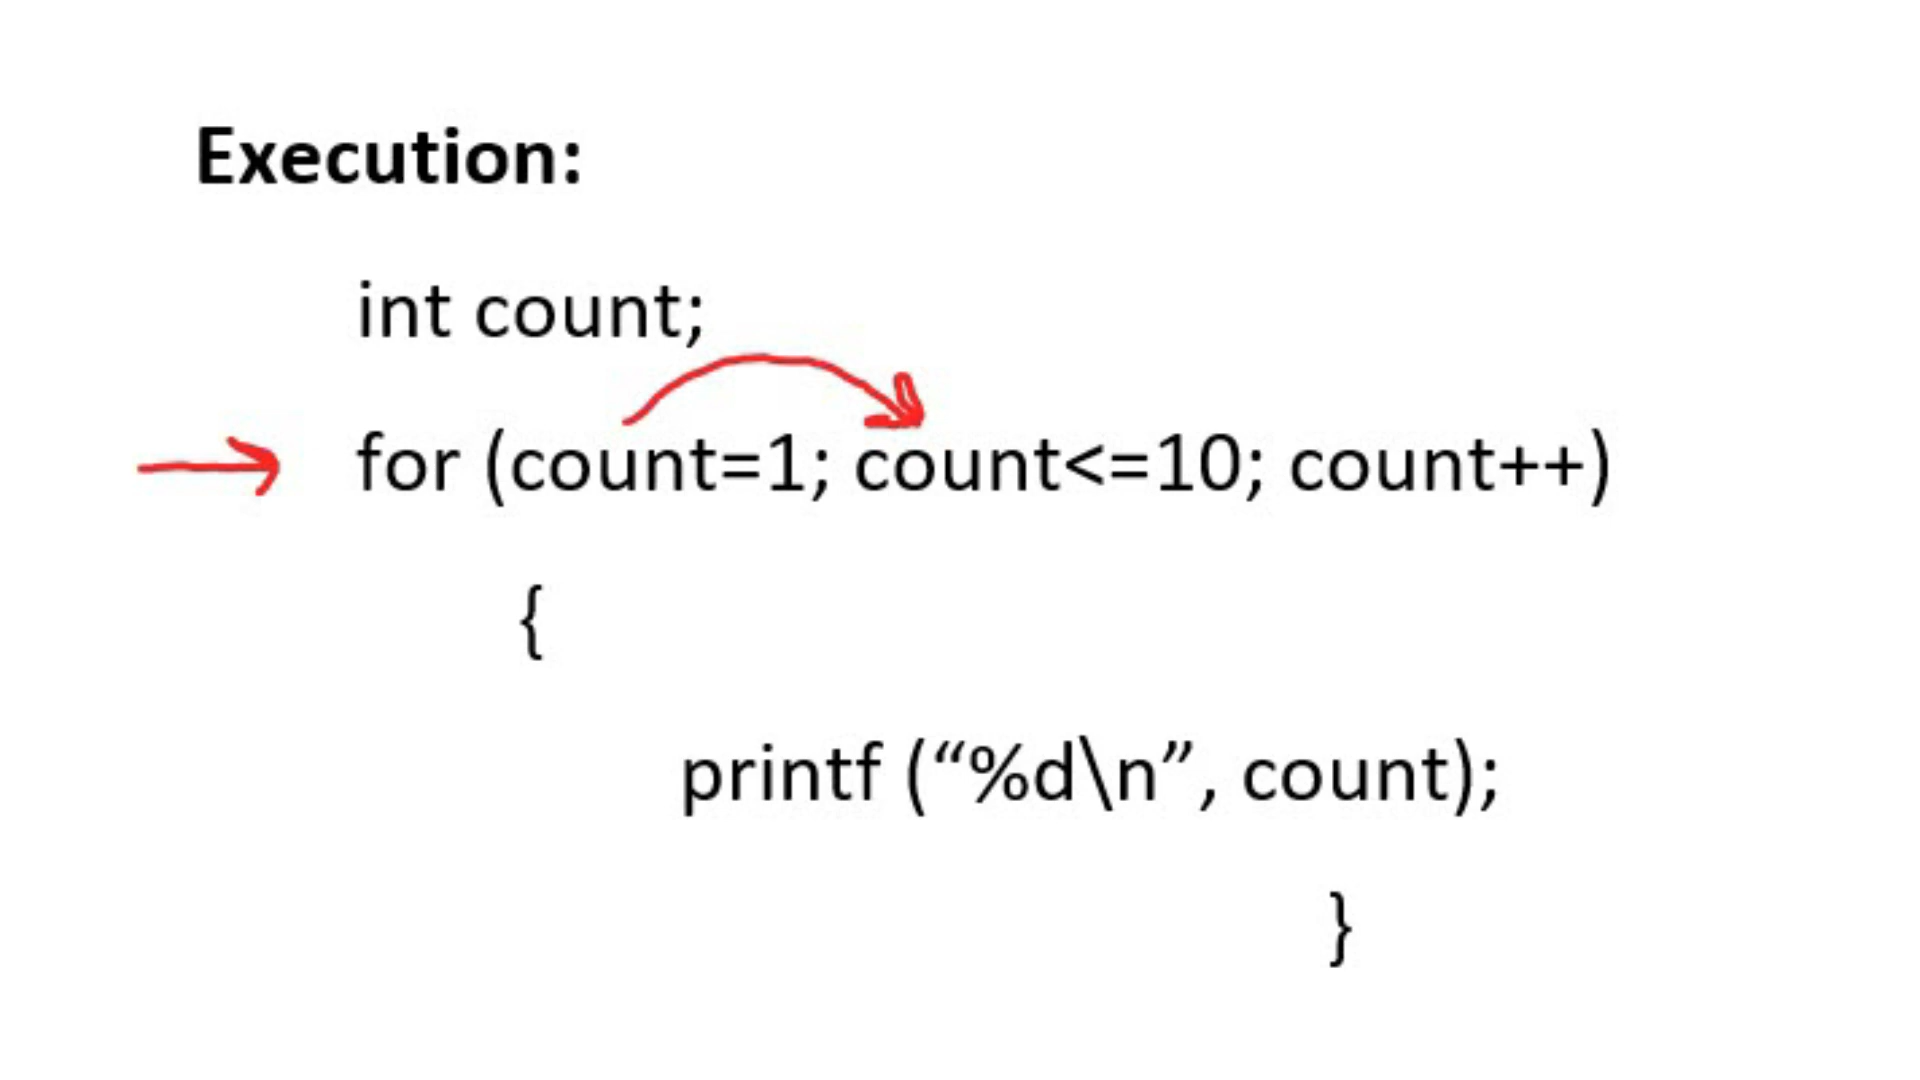 Execution:
int count;
for (count=1; count<=10; count++)
{
printf (“%d\n”, count);
}